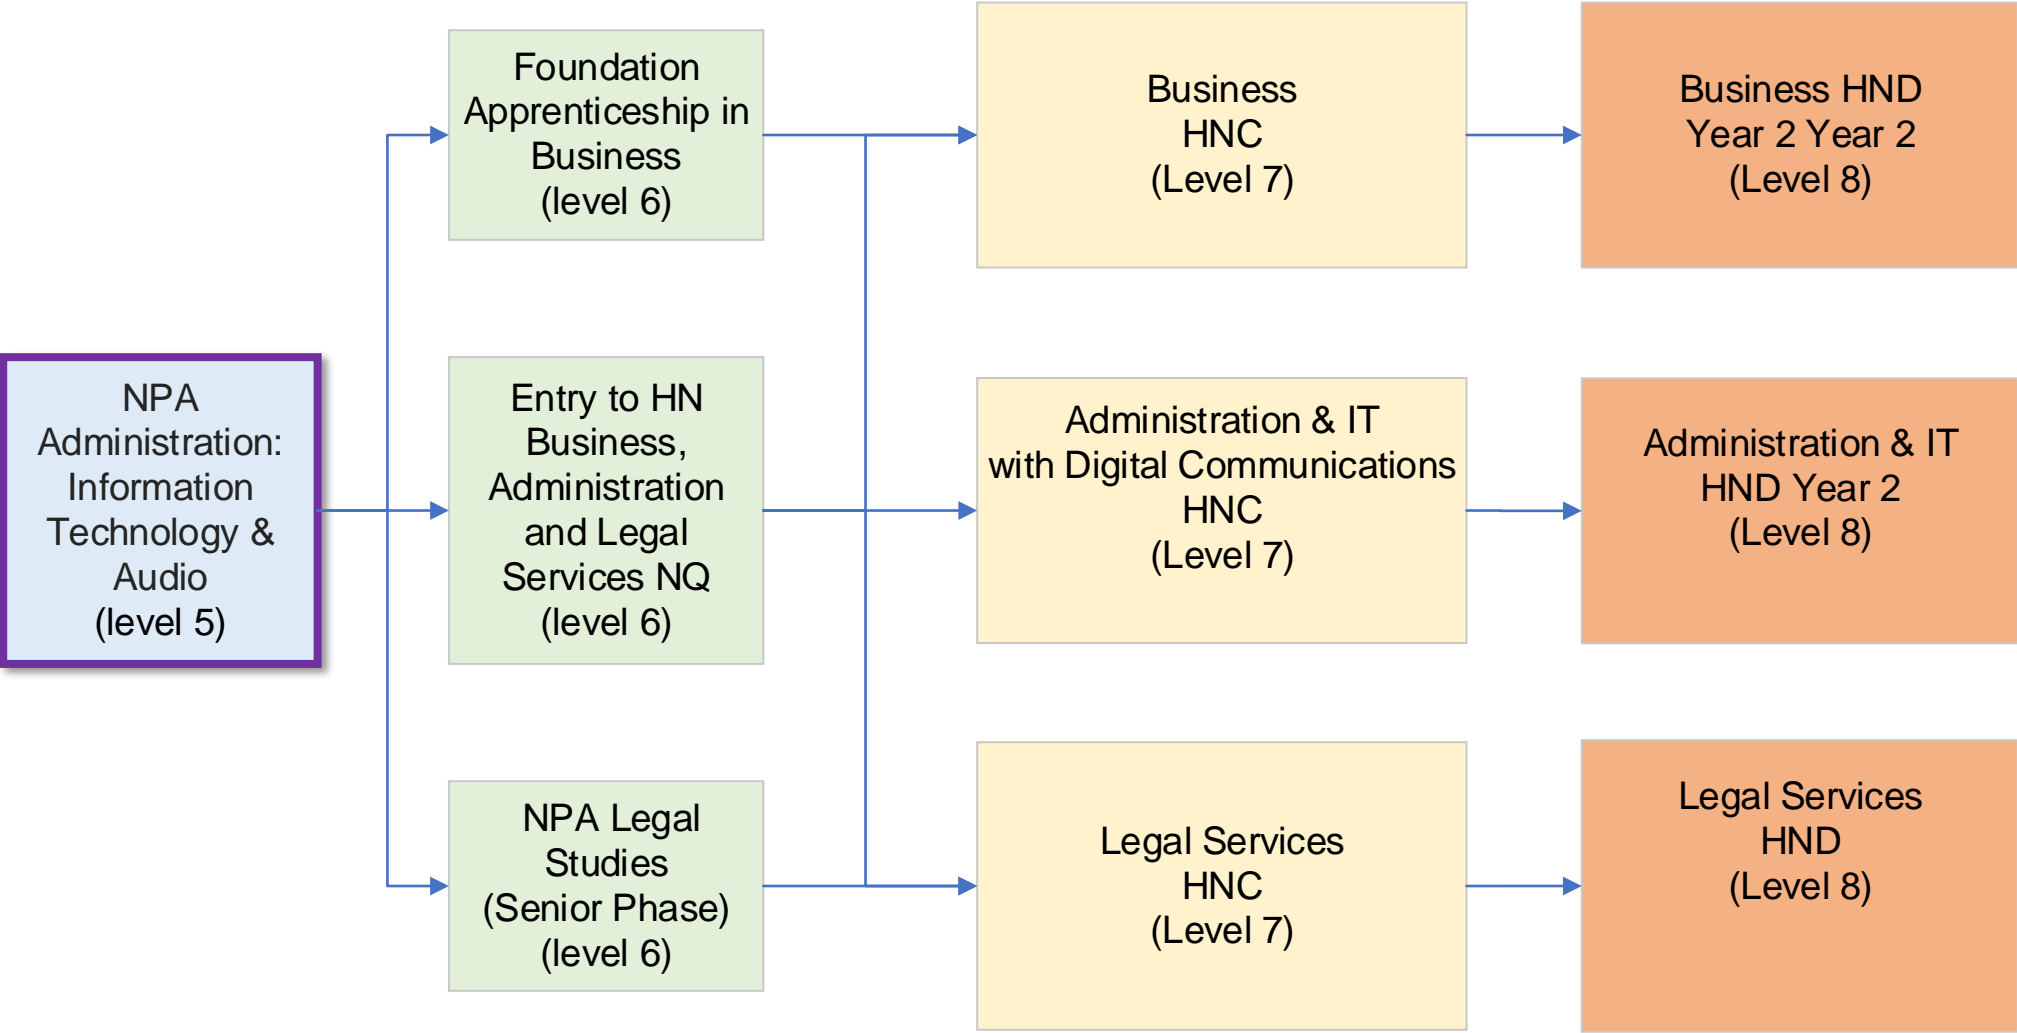 NPA
Administration:
Information
Technology &
Audio
(level 5)
Foundation
Apprenticeship in
Business
(level 6)
Entry to HN
Business,
Administration
and Legal
Services NQ
(level 6)
NPA Legal
Studies
(Senior Phase)
(level 6)
Business
HNC
(Level 7)
Administration & IT
with Digital Communications
HNC
(Level 7)
Legal Services
HNC
(Level 7)
Business HND
Year 2 Year 2
(Level 8)
Administration & IT
HND Year 2
(Level 8)
Legal Services
HND
(Level 8)